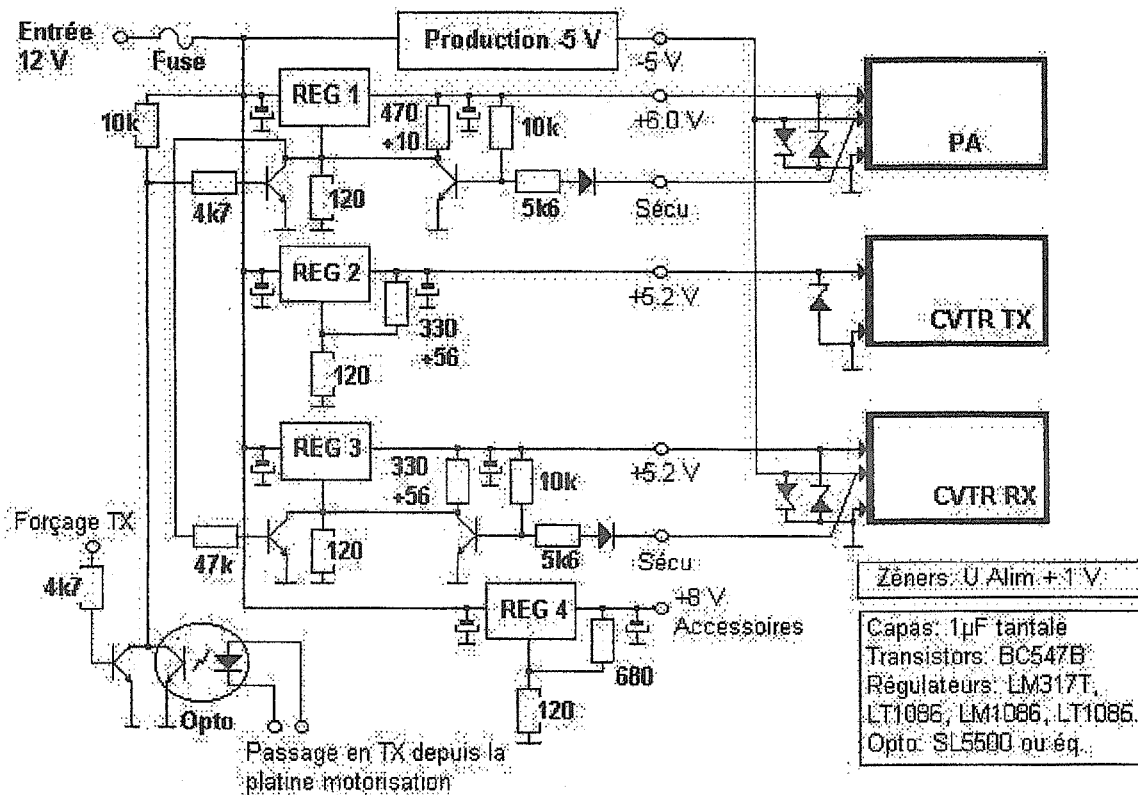 Entrée
12 V
Fuse
Production -5 V
-5 V
REG 1
470
+10
10k
10k
+6.0 V
PA
4k7
120
5k6
Sécu
REG 2
+5.2 V
330
+56
120
CVTR TX
REG 3
330
+56
10k
+5.2 V
CVTR RX
Forçage TX
47k
120
5k6
Sécu
4k7
REG 4
+8 V
Accessoires
680
120
Opto
Passage en TX depuis la
platine motorisation
Zéners: U Alim + 1 V
Capas: 1µF tantale
Transistors: BC547B
Régulateurs: LM317T,
LT1086, LM1086, LT1086.
Opto: SL5500 ou éq.